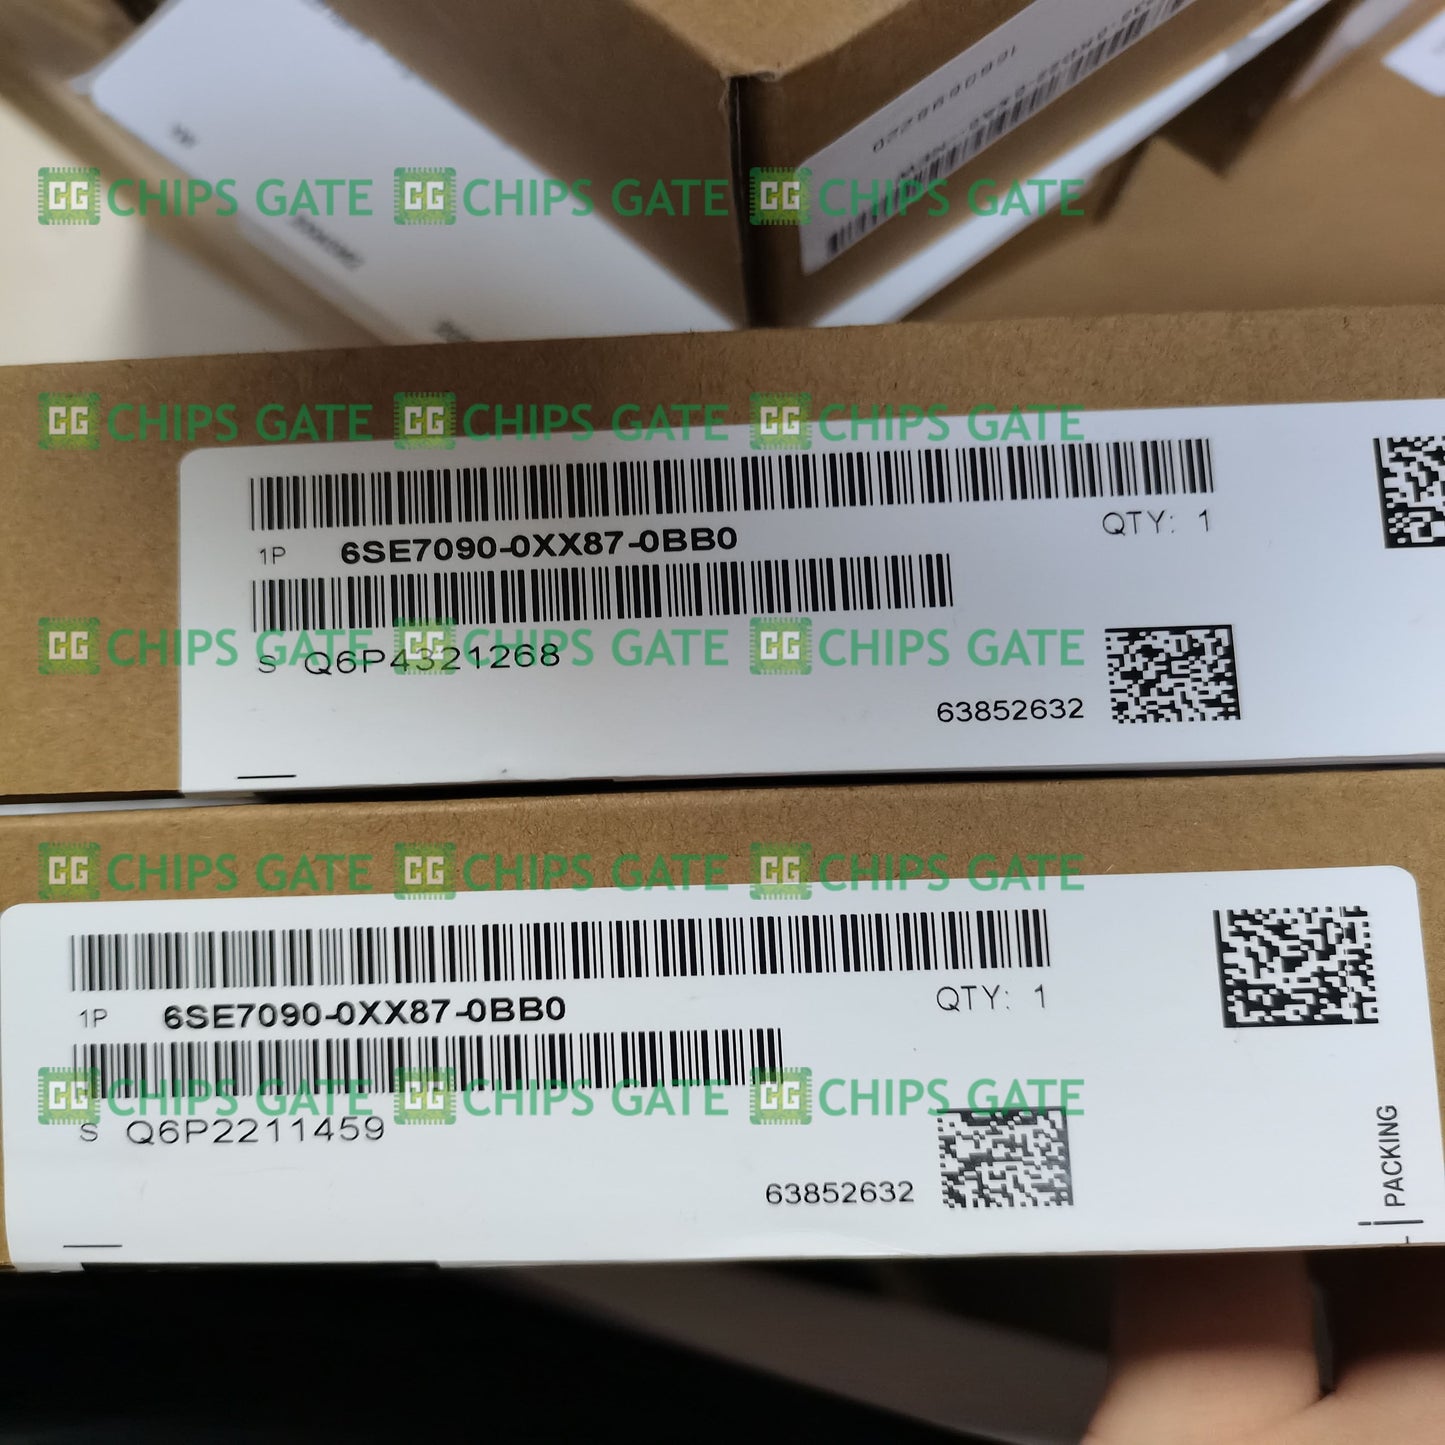 CG CHIPS GATE CG CHIPS GATE CG CHIPS GATE
CG CHIPS GATE CG CHIPS GATE CG CHIPS GATE
1P 6SE7090-0XX87-0BB0 QTY: 1
CG CHIPS GATE CG CHIPS GATE CG CHIPS GATE
S Q6P4321268
63852632
CG CHIPS GATE CG CHIPS GATE CG CHIPS GATE
1P 6SE7090-0XX87-0BB0 QTY: 1
CG CHIPS GATE CG CHIPS GATE CG CHIPS GATE
S Q6P2211459
63852632
PACKING